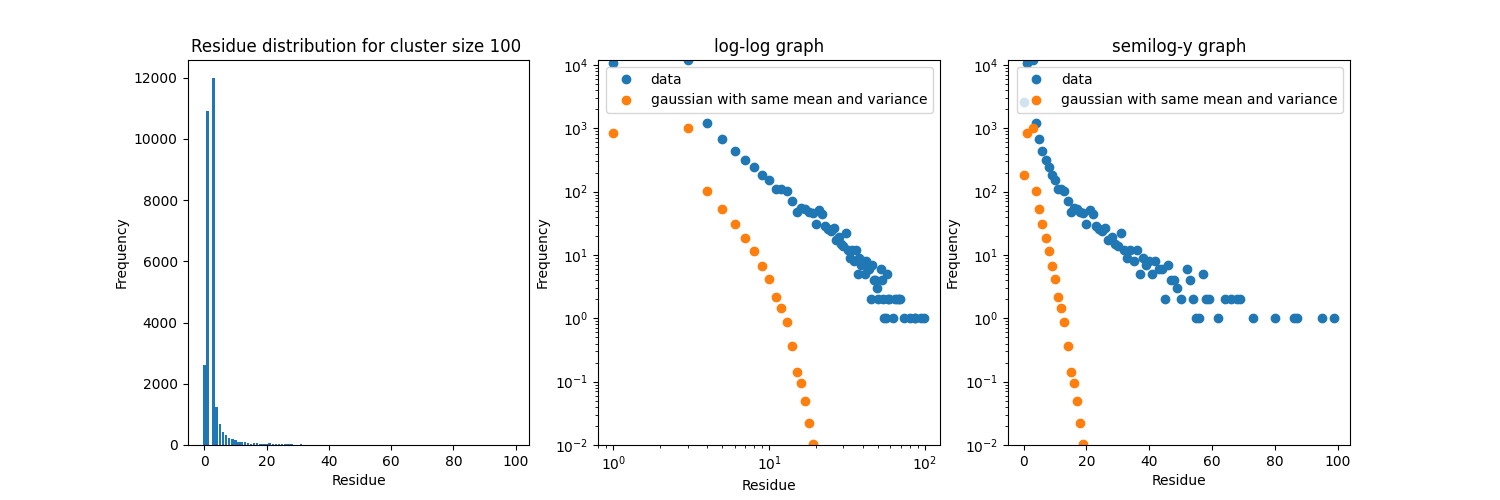 Residue distribution for cluster size 100
Frequency
12000
10000
8000
6000
4000
2000
0
0 20 40 60 80 100
Residue
log-log graph
data
gaussian with same mean and variance
Frequency
10⁴
10³
10²
10¹
10⁰
10⁻¹
10⁻²
10⁰ 10¹ 10²
Residue
semilog-y graph
data
gaussian with same mean and variance
Frequency
10⁴
10³
10²
10¹
10⁰
10⁻¹
10⁻²
0 20 40 60 80 100
Residue